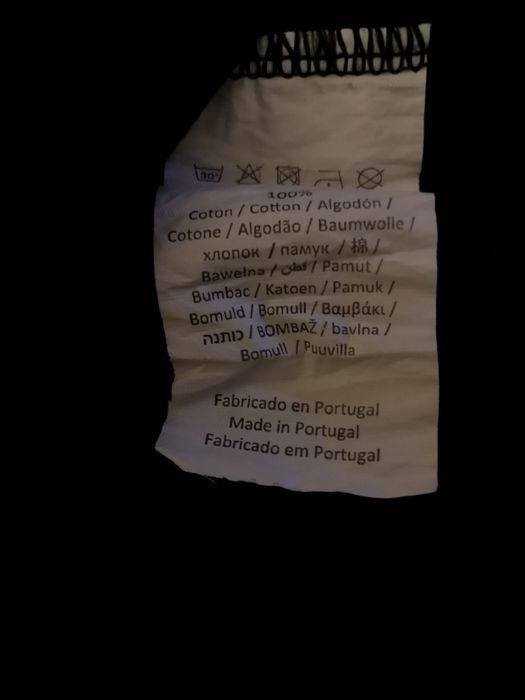 30°
100%
Coton / Cotton / Algodón /
Cotone / Algodão / Baumwolle /
хлопок / памук / 棉 /
Bawełna / قطن / Pamut /
Bumbac / Katoen / Pamuk /
Bomuld / Bomull / Βαμβάκι /
כותנה / BOMBAŽ / bavlna /
Bomull / Puuvilla
Fabricado en Portugal
Made in Portugal
Fabricado em Portugal